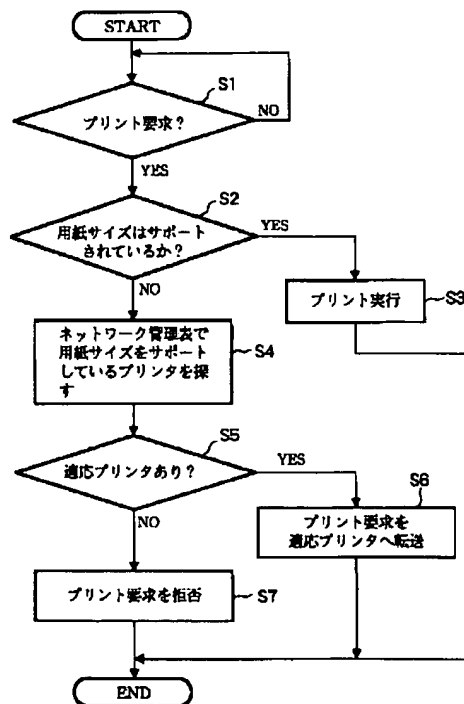 START
S1
プリント要求？
NO
YES
S2
用紙サイズはサポート
されているか？
YES
NO
S3
プリント実行
ネットワーク管理表で
用紙サイズをサポート
しているプリンタを探
す
S4
S5
適応プリンタあり？
YES
NO
S6
プリント要求を
適応プリンタへ転送
プリント要求を拒否
S7
END